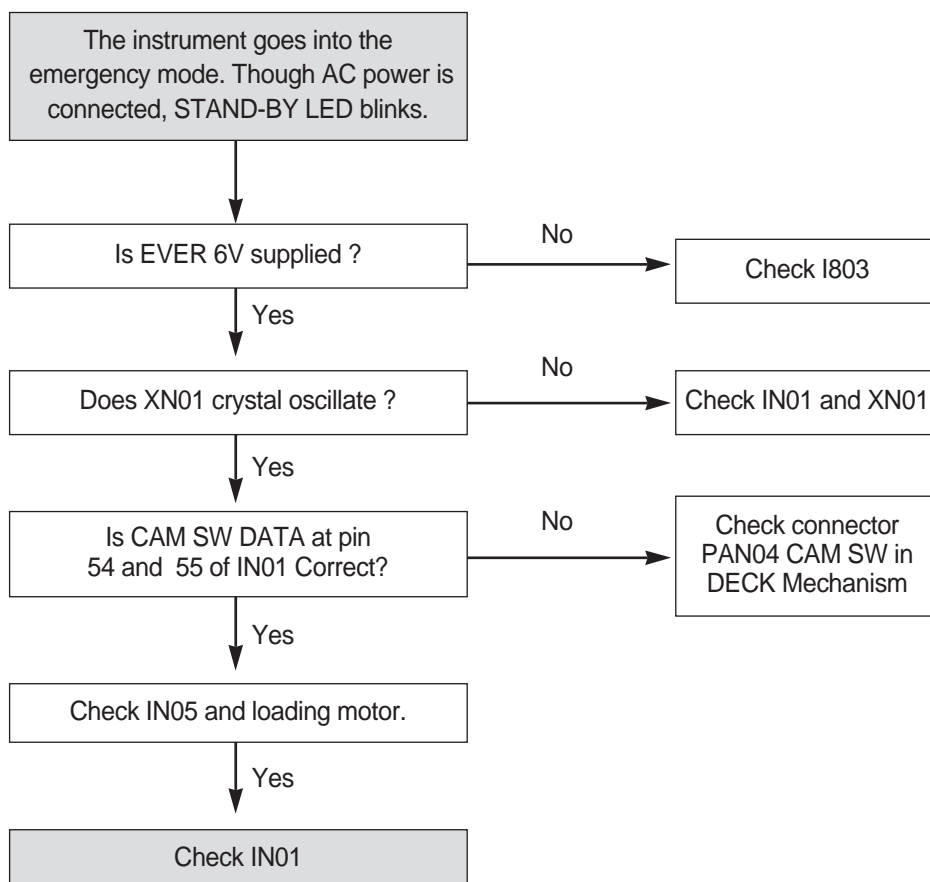 The instrument goes into the
emergency mode. Though AC power is
connected, STAND-BY LED blinks.
Is EVER 6V supplied ?
No
Check I803
Yes
Does XN01 crystal oscillate ?
No
Check IN01 and XN01
Yes
Is CAM SW DATA at pin
54 and 55 of IN01 Correct?
No
Check connector
PAN04 CAM SW in
DECK Mechanism
Yes
Check IN05 and loading motor.
Yes
Check IN01